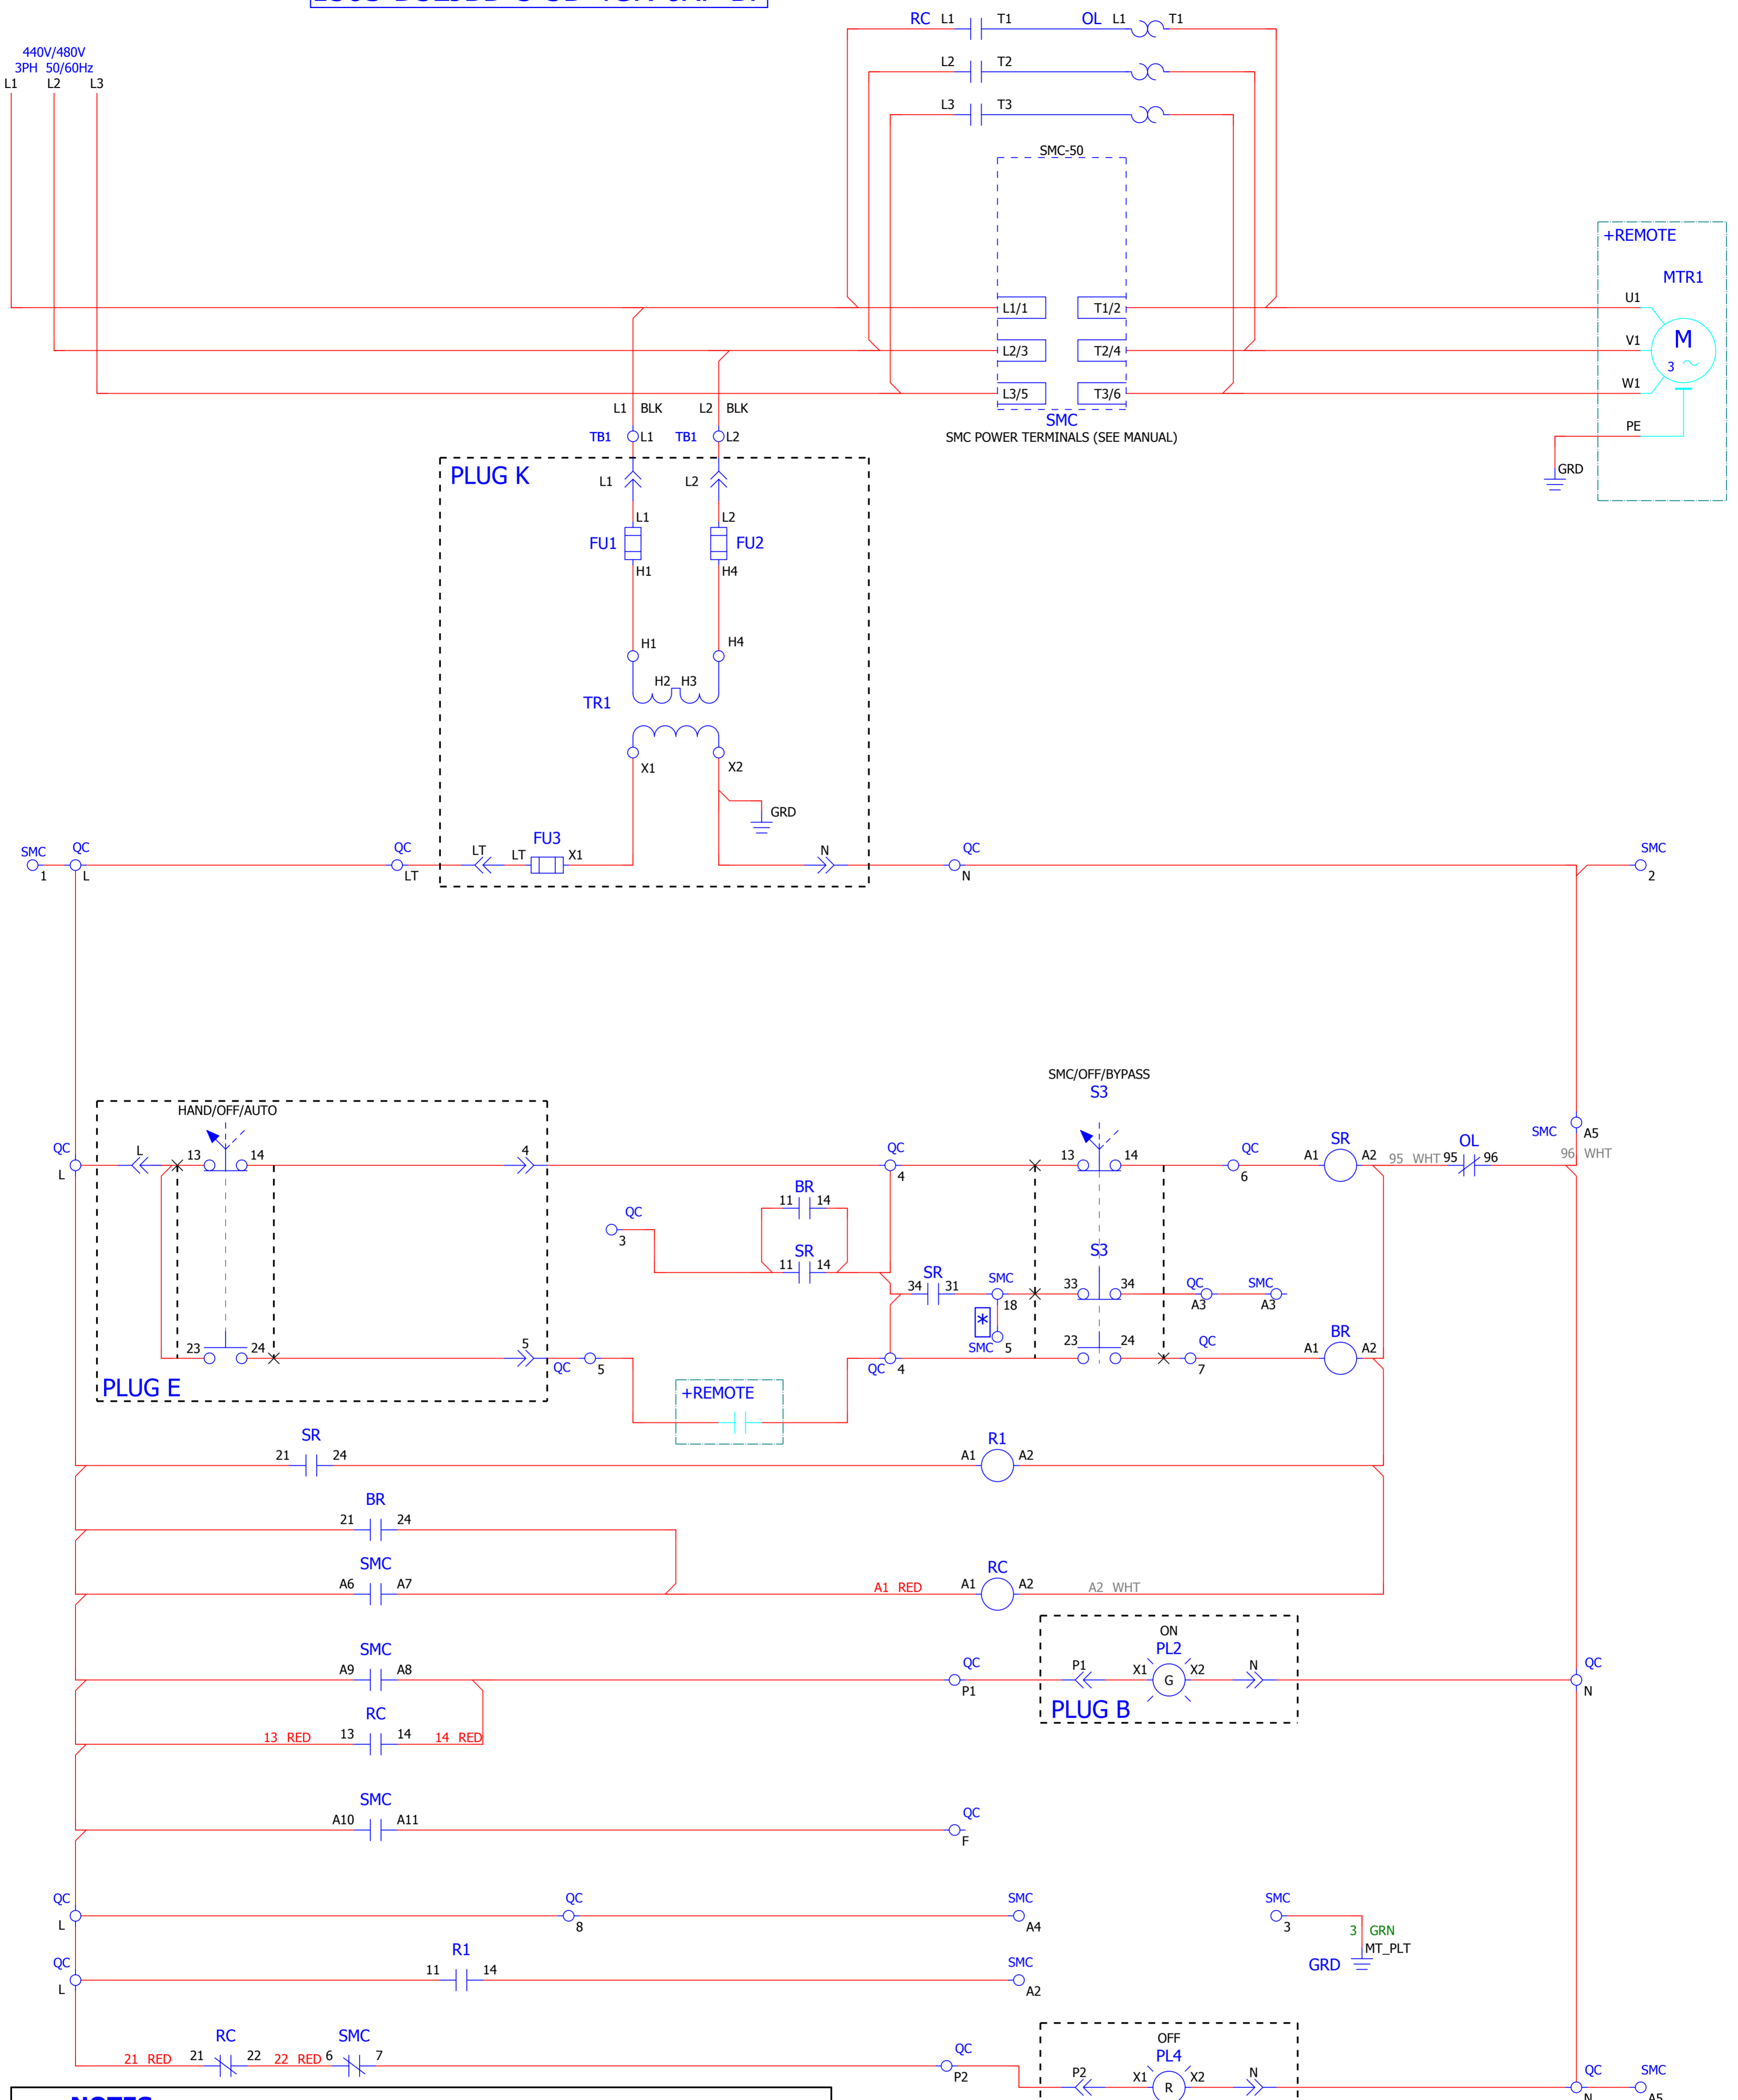 RC L1 T1 OL L1 T1
440V/480V
3PH 50/60Hz
L1 L2 L3
L2 T2
L3 T3
SMC-50
+REMOTE
MTR1
L1/1 T1/2 U1
L2/3 T2/4 V1 M
3
L3/5 T3/6 W1
L1 BLK L2 BLK
SMC
PE
TB1 L1 TB1 L2
SMC POWER TERMINALS (SEE MANUAL)
GRD
PLUG K
L1 L2
L1 L2
FU1 FU2
H1 H4
H1 H4
H2 H3
TR1
X1 X2
GRD
FU3
SMC QC QC LT LT X1 N QC SMC
1 L LT N 2
SMC/OFF/BYPASS
S3
HAND/OFF/AUTO
SMC A5
QC L 13 14 4 QC 13 14 QC SR OL
A1 A2 95 WHT 95 96 96 WHT
L 4 6
BR
11 14
QC
3
SR S3
11 14
SR SMC
34 31 33 34 QC SMC
18 A3 A3
*
SMC 5
23 24 5 23 24 QC BR
A1 A2
QC 5 QC 4 7
PLUG E
+REMOTE
SR R1
21 24 A1 A2
BR
21 24
SMC RC
A6 A7 A1 RED A1 A2 A2 WHT
ON
SMC PL2
A9 A8 QC P1 X1 X2 N QC
G
P1 N
PLUG B
RC
13 RED 13 14 14 RED
SMC
A10 A11 QC
F
QC QC SMC SMC
L 8 A4 3
3 GRN
MT_PLT
GRD
QC R1 SMC
11 14
L A2
OFF
RC SMC PL4
21 RED 21 22 22 RED 6 7 QC
P2
P2 X1 X2 N QC SMC
R
N A5